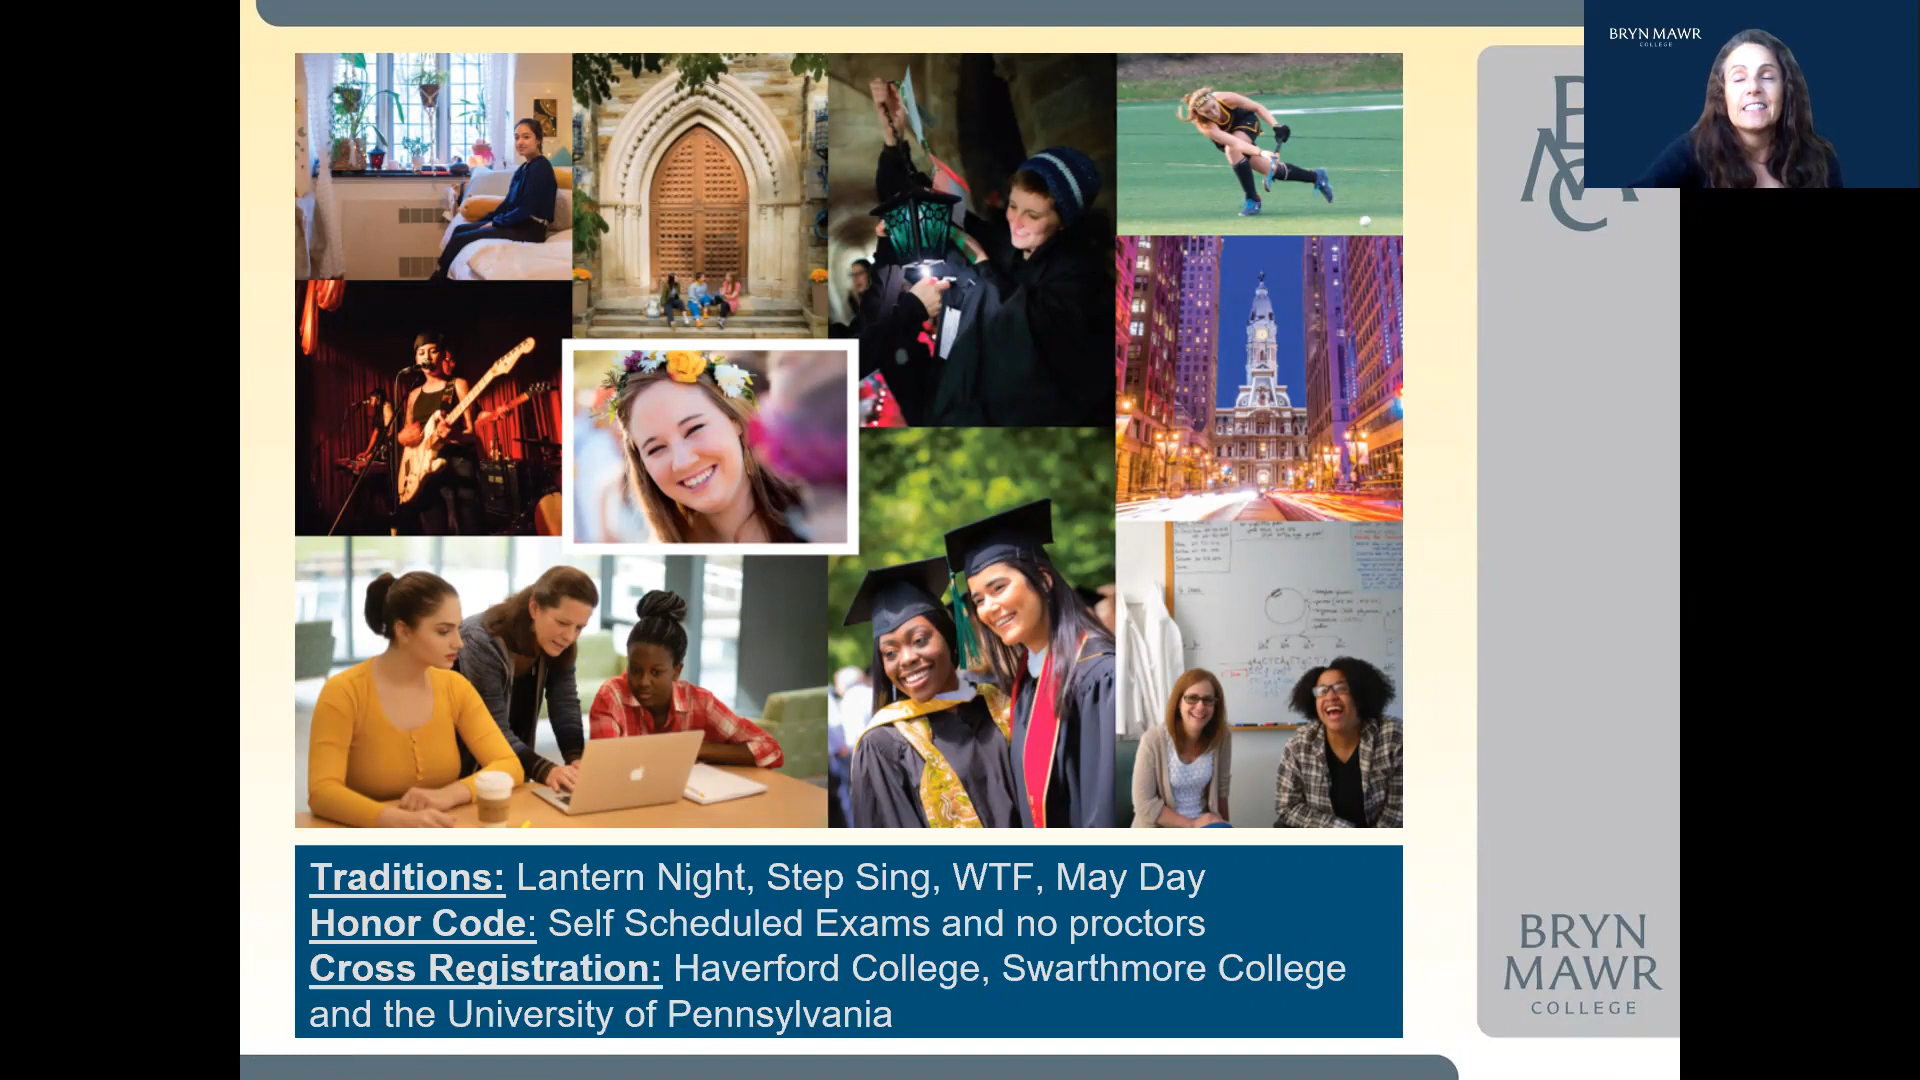 BRYN MAWR
COLLEGE
BMC
Traditions: Lantern Night, Step Sing, WTF, May Day
Honor Code: Self Scheduled Exams and no proctors
Cross Registration: Haverford College, Swarthmore College
and the University of Pennsylvania
BRYN
MAWR
COLLEGE